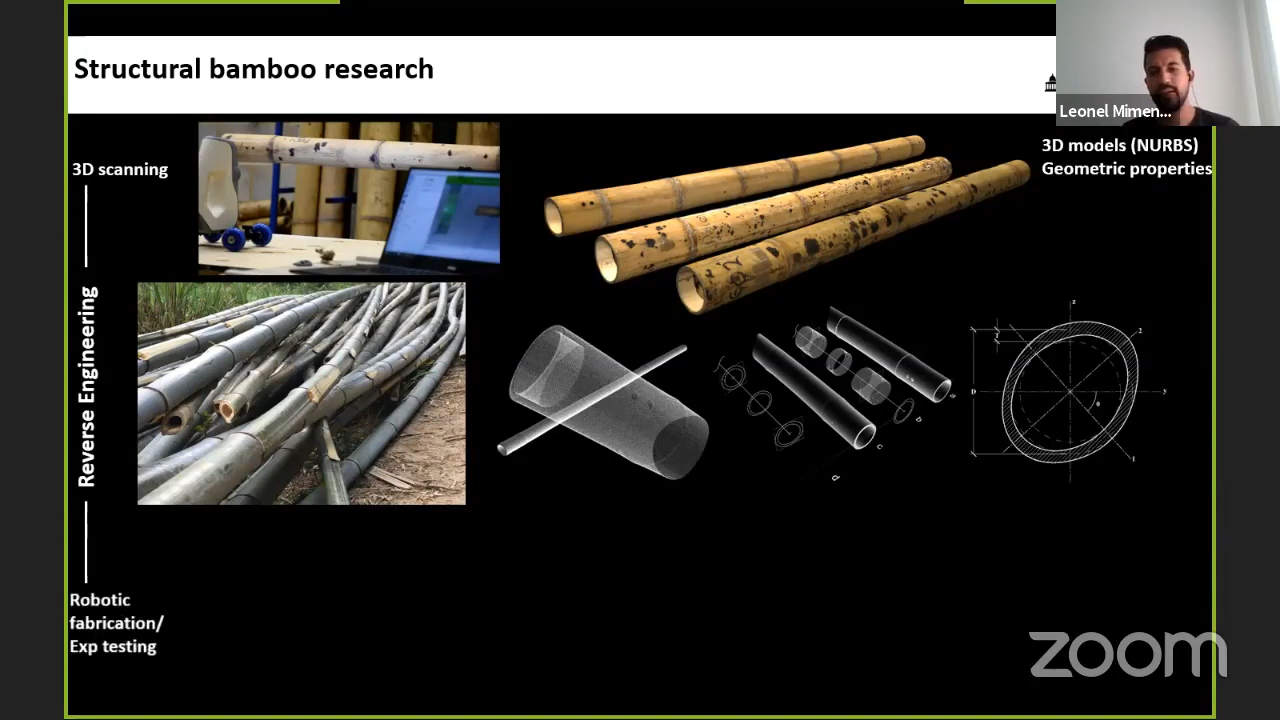 Structural bamboo research
Leonel Mimen...
3D scanning
3D models (NURBS)
Geometric properties
Reverse Engineering
Robotic
fabrication/
Exp testing
zoom